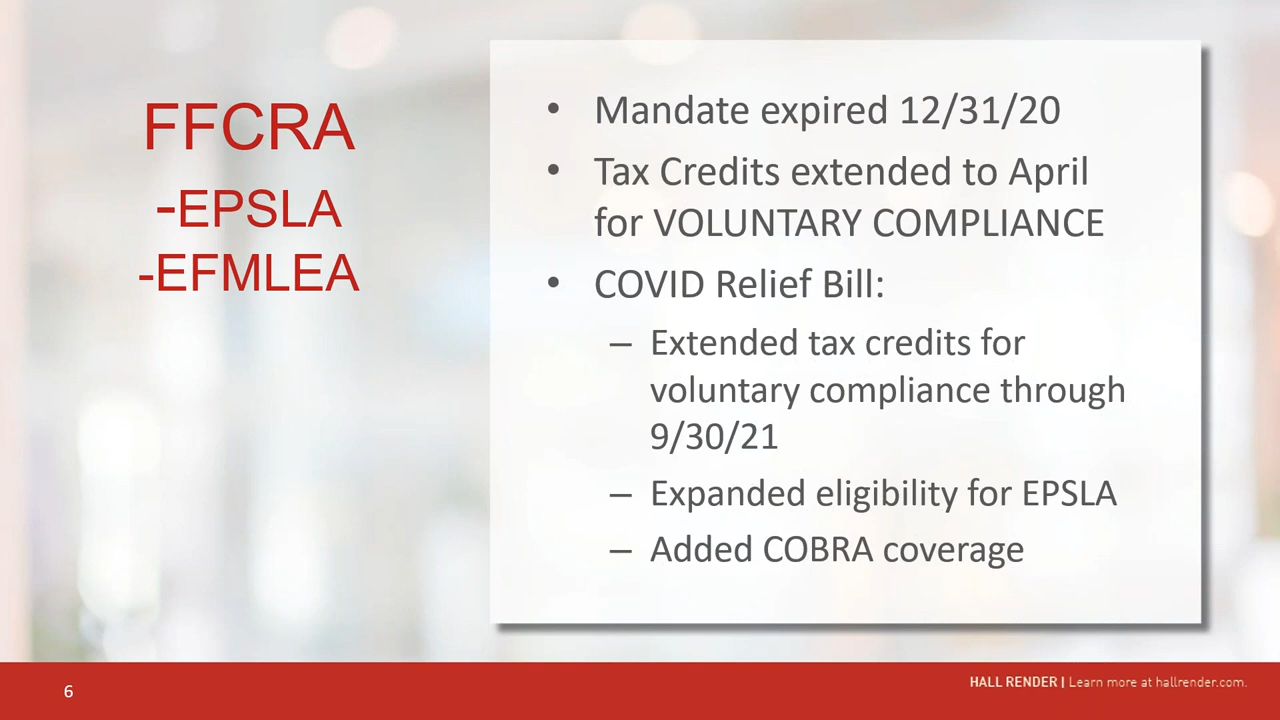 FFCRA
-EPSLA
-EFMLEA
• Mandate expired 12/31/20
• Tax Credits extended to April
for VOLUNTARY COMPLIANCE
• COVID Relief Bill:
– Extended tax credits for
voluntary compliance through
9/30/21
– Expanded eligibility for EPSLA
– Added COBRA coverage
6
HALL RENDER | Learn more at hallrender.com.